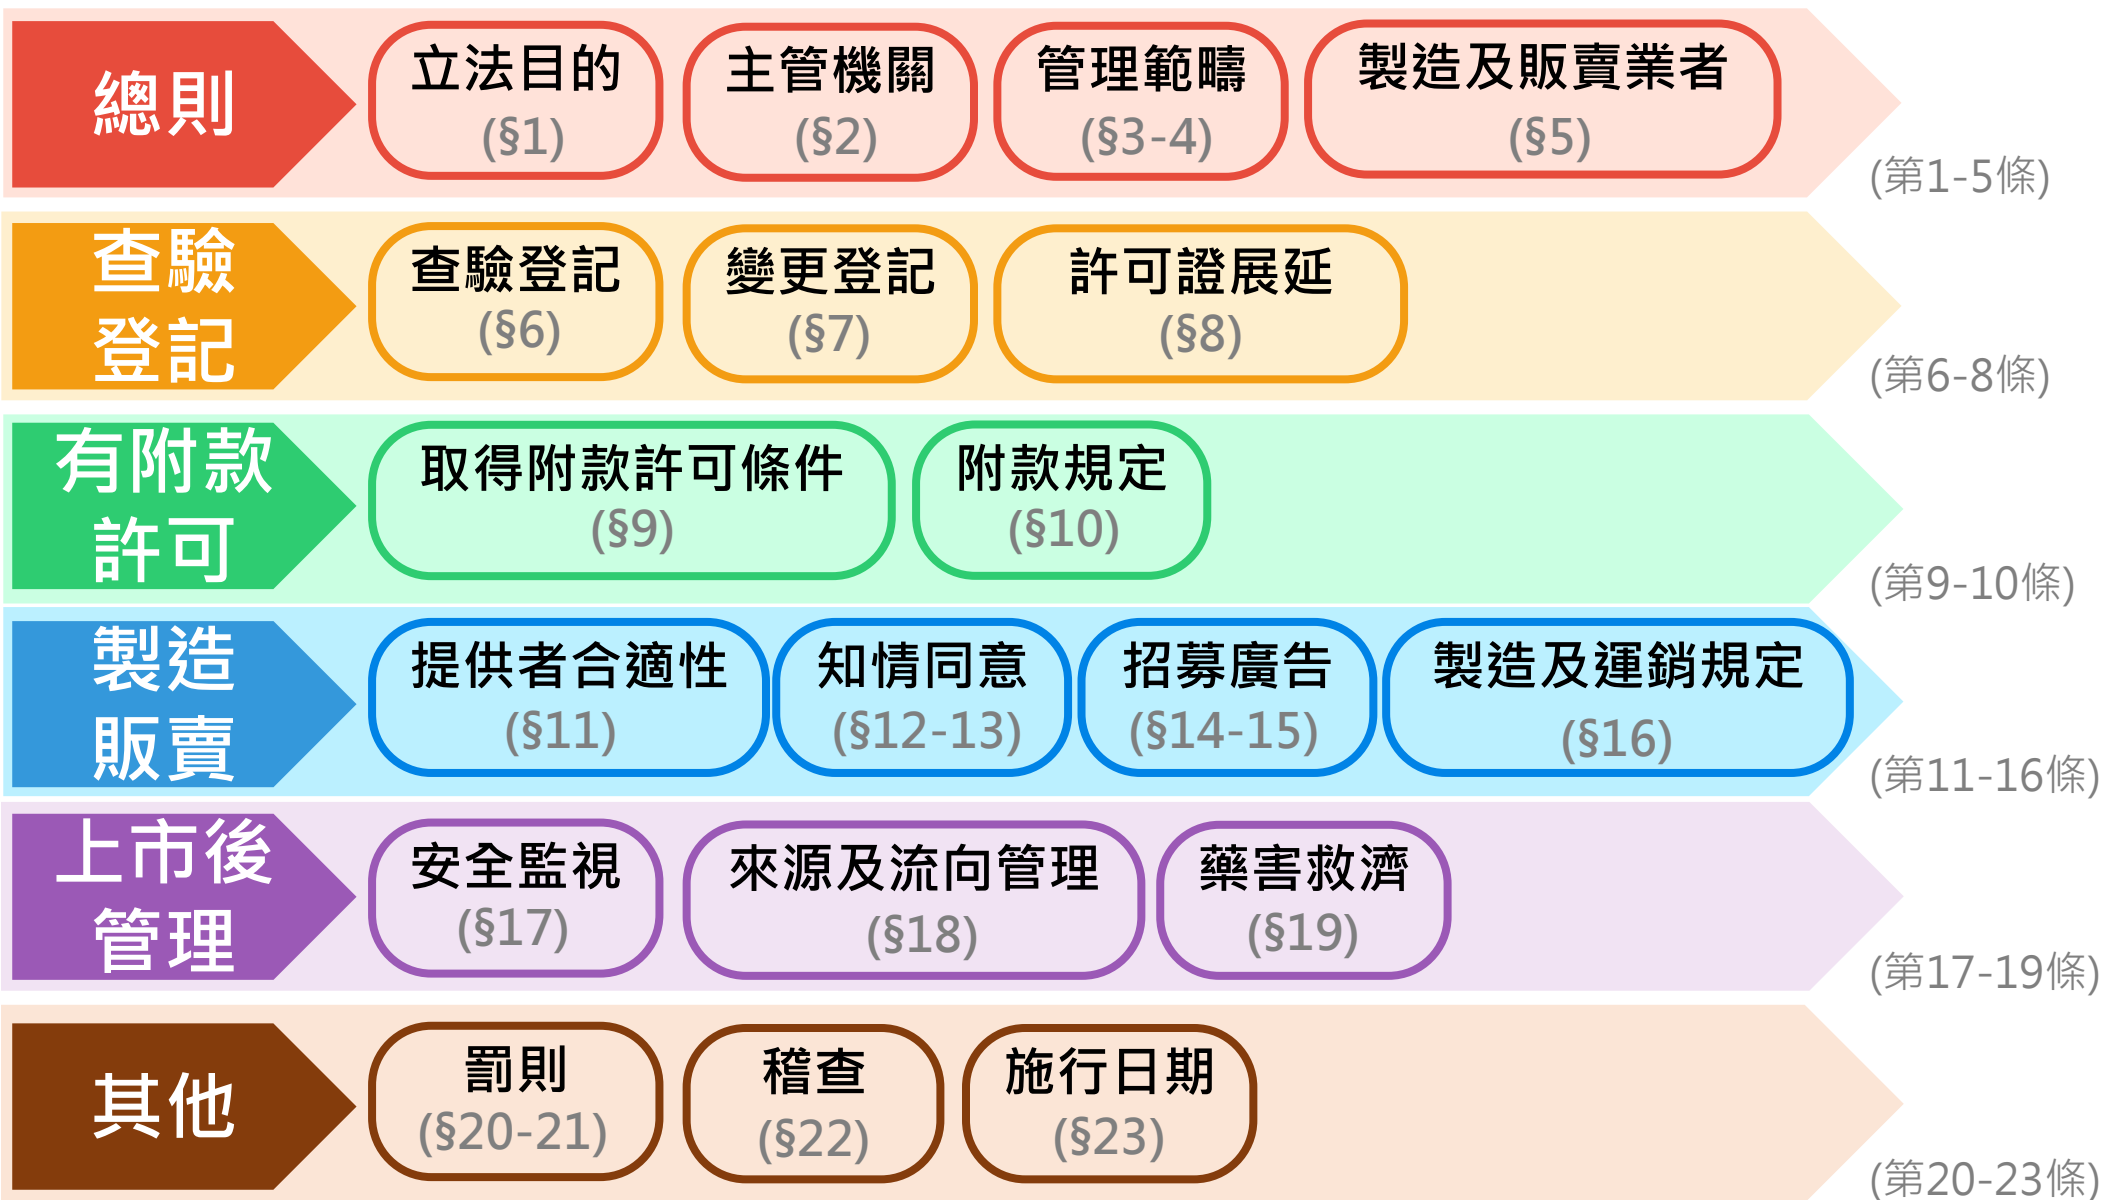 總則
立法目的
(§1)
主管機關
(§2)
管理範疇
(§3-4)
製造及販賣業者
(§5)
(第1-5條)
查驗
登記
查驗登記
(§6)
變更登記
(§7)
許可證展延
(§8)
(第6-8條)
有附款
許可
取得附款許可條件
(§9)
附款規定
(§10)
(第9-10條)
製造
販賣
提供者合適性
(§11)
知情同意
(§12-13)
招募廣告
(§14-15)
製造及運銷規定
(§16)
(第11-16條)
上市後
管理
安全監視
(§17)
來源及流向管理
(§18)
藥害救濟
(§19)
(第17-19條)
其他
罰則
(§20-21)
稽查
(§22)
施行日期
(§23)
(第20-23條)